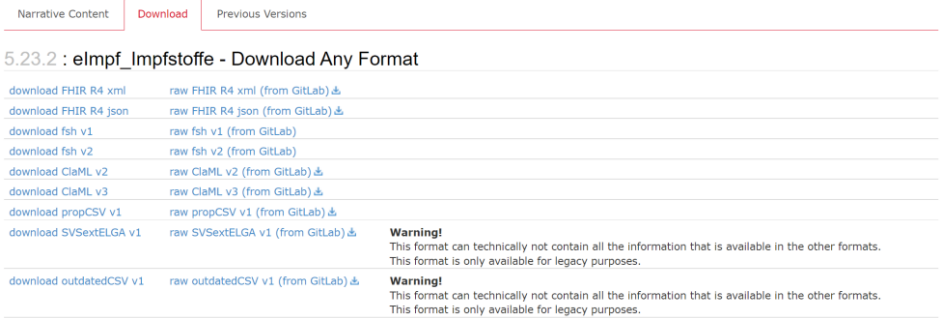 Narrative Content Download Previous Versions
5.23.2 : eImpf_Impfstoffe - Download Any Format
download FHIR R4 xml raw FHIR R4 xml (from GitLab)
download FHIR R4 json raw FHIR R4 json (from GitLab)
download fsh v1 raw fsh v1 (from GitLab)
download fsh v2 raw fsh v2 (from GitLab)
download ClaML v2 raw ClaML v2 (from GitLab)
download ClaML v3 raw ClaML v3 (from GitLab)
download propCSV v1 raw propCSV v1 (from GitLab)
download SVSextELGA v1 raw SVSextELGA v1 (from GitLab) Warning!
This format can technically not contain all the information that is available in the other formats.
This format is only available for legacy purposes.
download outdatedCSV v1 raw outdatedCSV v1 (from GitLab) Warning!
This format can technically not contain all the information that is available in the other formats.
This format is only available for legacy purposes.